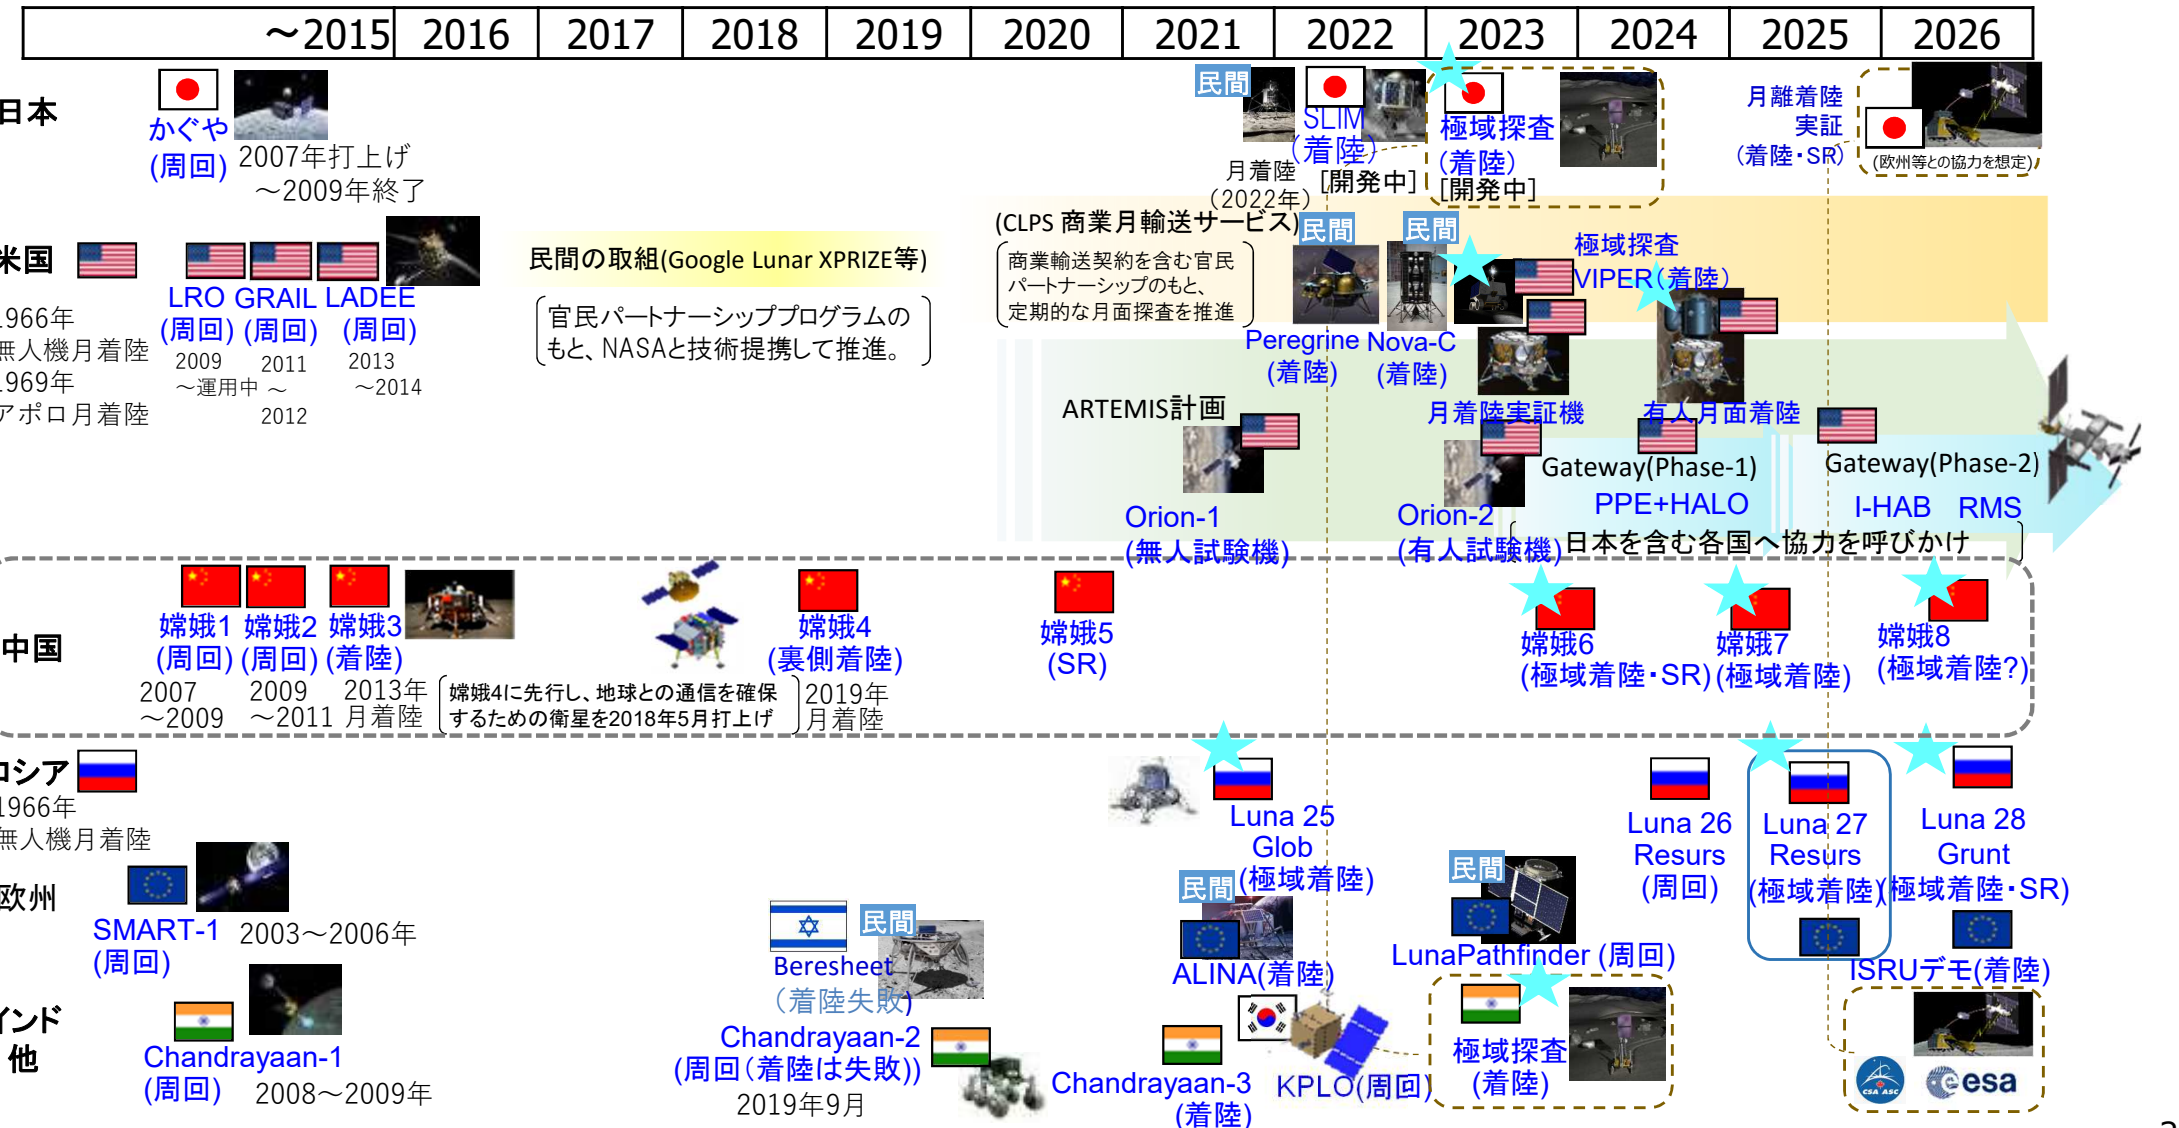 ～2015 2016 2017 2018 2019 2020 2021 2022 2023 2024 2025 2026
日本
かぐや
(周回)
2007年打上げ
～2009年終了
民間
月着陸
（2022年）
SLIM
（着陸）
[開発中]
極域探査
(着陸)
[開発中]
月離着陸
実証
(着陸・SR)
(欧州等との協力を想定)
米国
1966年
無人機月着陸
1969年
アポロ月着陸
LRO
(周回)
2009
～運用中
GRAIL
(周回)
2011
～
2012
LADEE
(周回)
2013
～2014
民間の取組(Google Lunar XPRIZE等)
官民パートナーシッププログラムの
もと、NASAと技術提携して推進。
(CLPS 商業月輸送サービス)
商業輸送契約を含む官民
パートナーシップのもと、
定期的な月面探査を推進
民間
Peregrine
(着陸)
民間
Nova-C
(着陸)
極域探査
VIPER(着陸)
月着陸実証機
有人月面着陸
ARTEMIS計画
Orion-1
(無人試験機)
Orion-2
(有人試験機)
Gateway(Phase-1)
PPE+HALO
Gateway(Phase-2)
I-HAB RMS
日本を含む各国へ協力を呼びかけ
中国
嫦娥1
(周回)
2007
～2009
嫦娥2
(周回)
2009
～2011
嫦娥3
(着陸)
2013年
月着陸
嫦娥4に先行し、地球との通信を確保
するための衛星を2018年5月打上げ
嫦娥4
(裏側着陸)
2019年
月着陸
嫦娥5
(SR)
嫦娥6
(極域着陸・SR)
嫦娥7
(極域着陸)
嫦娥8
(極域着陸?)
ロシア
1966年
無人機月着陸
Luna 25
Glob
(極域着陸)
Luna 26
Resurs
(周回)
Luna 27
Resurs
(極域着陸)
Luna 28
Grunt
(極域着陸・SR)
欧州
SMART-1
(周回)
2003～2006年
民間
Beresheet
（着陸失敗)
民間
ALINA(着陸)
民間
LunaPathfinder (周回)
ISRUデモ(着陸)
インド
他
Chandrayaan-1
(周回)
2008～2009年
Chandrayaan-2
(周回（着陸は失敗))
2019年9月
Chandrayaan-3
(着陸)
KPLO(周回)
極域探査
(着陸)
CSA ASC
esa